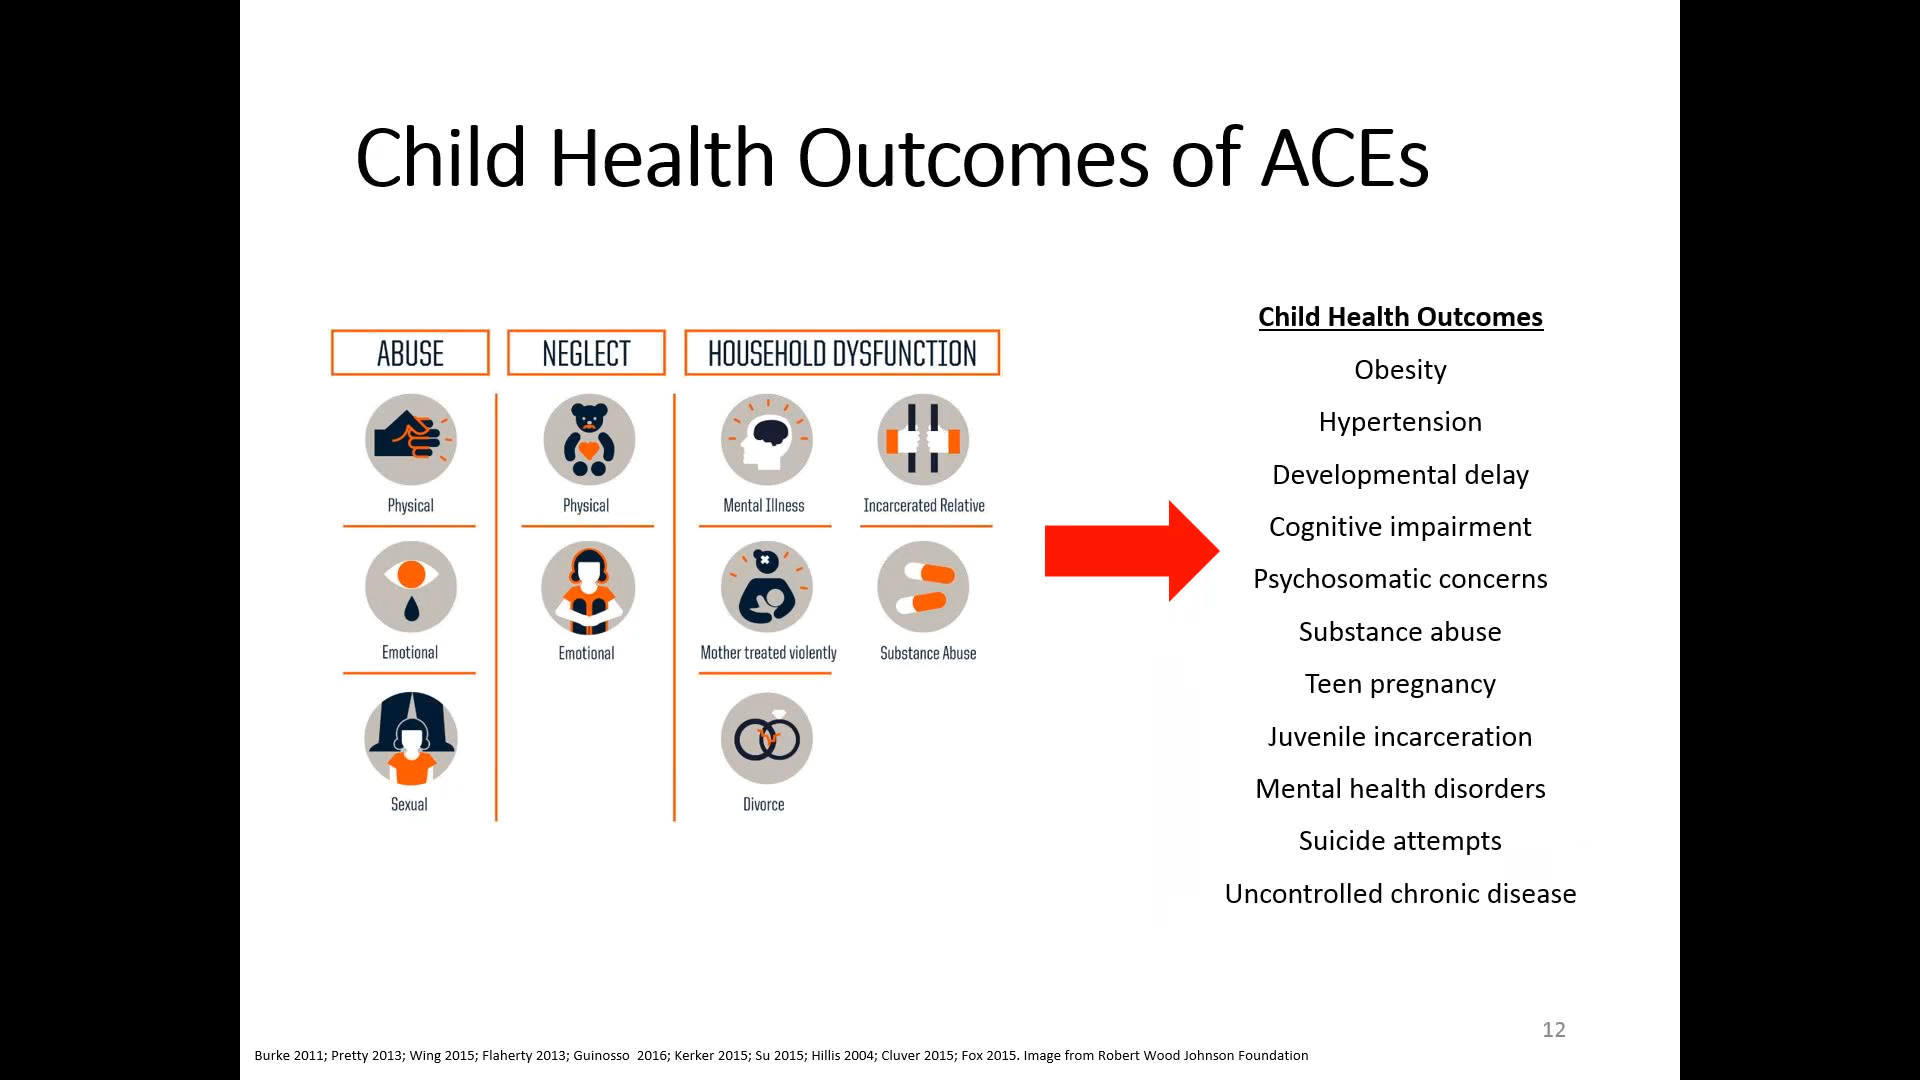 Child Health Outcomes of ACEs
ABUSE
NEGLECT
HOUSEHOLD DYSFUNCTION
Physical
Physical
Mental Illness
Incarcerated Relative
Emotional
Emotional
Mother treated violently
Substance Abuse
Sexual
Divorce
Child Health Outcomes
Obesity
Hypertension
Developmental delay
Cognitive impairment
Psychosomatic concerns
Substance abuse
Teen pregnancy
Juvenile incarceration
Mental health disorders
Suicide attempts
Uncontrolled chronic disease
12
Burke 2011; Pretty 2013; Wing 2015; Flaherty 2013; Guinosso  2016; Kerker 2015; Su 2015; Hillis 2004; Cluver 2015; Fox 2015. Image from Robert Wood Johnson Foundation